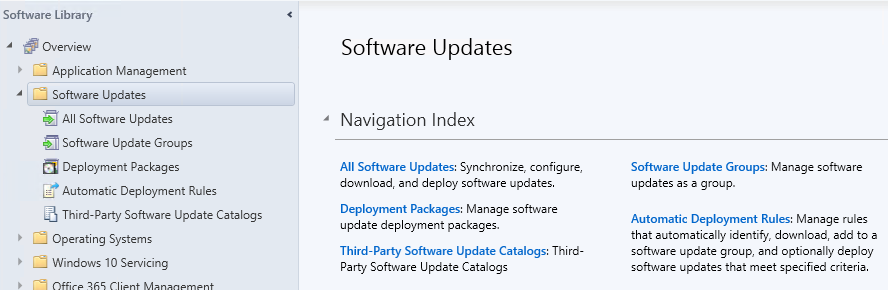 Software Library
Overview
Application Management
Software Updates
All Software Updates
Software Update Groups
Deployment Packages
Automatic Deployment Rules
Third-Party Software Update Catalogs
Operating Systems
Windows 10 Servicing
Office 365 Client Management
Software Updates
Navigation Index
All Software Updates: Synchronize, configure,
download, and deploy software updates.
Deployment Packages: Manage software
update deployment packages.
Third-Party Software Update Catalogs: Third-
Party Software Update Catalogs
Software Update Groups: Manage software
updates as a group.
Automatic Deployment Rules: Manage rules
that automatically identify, download, add to a
software update group, and optionally deploy
software updates that meet specified criteria.